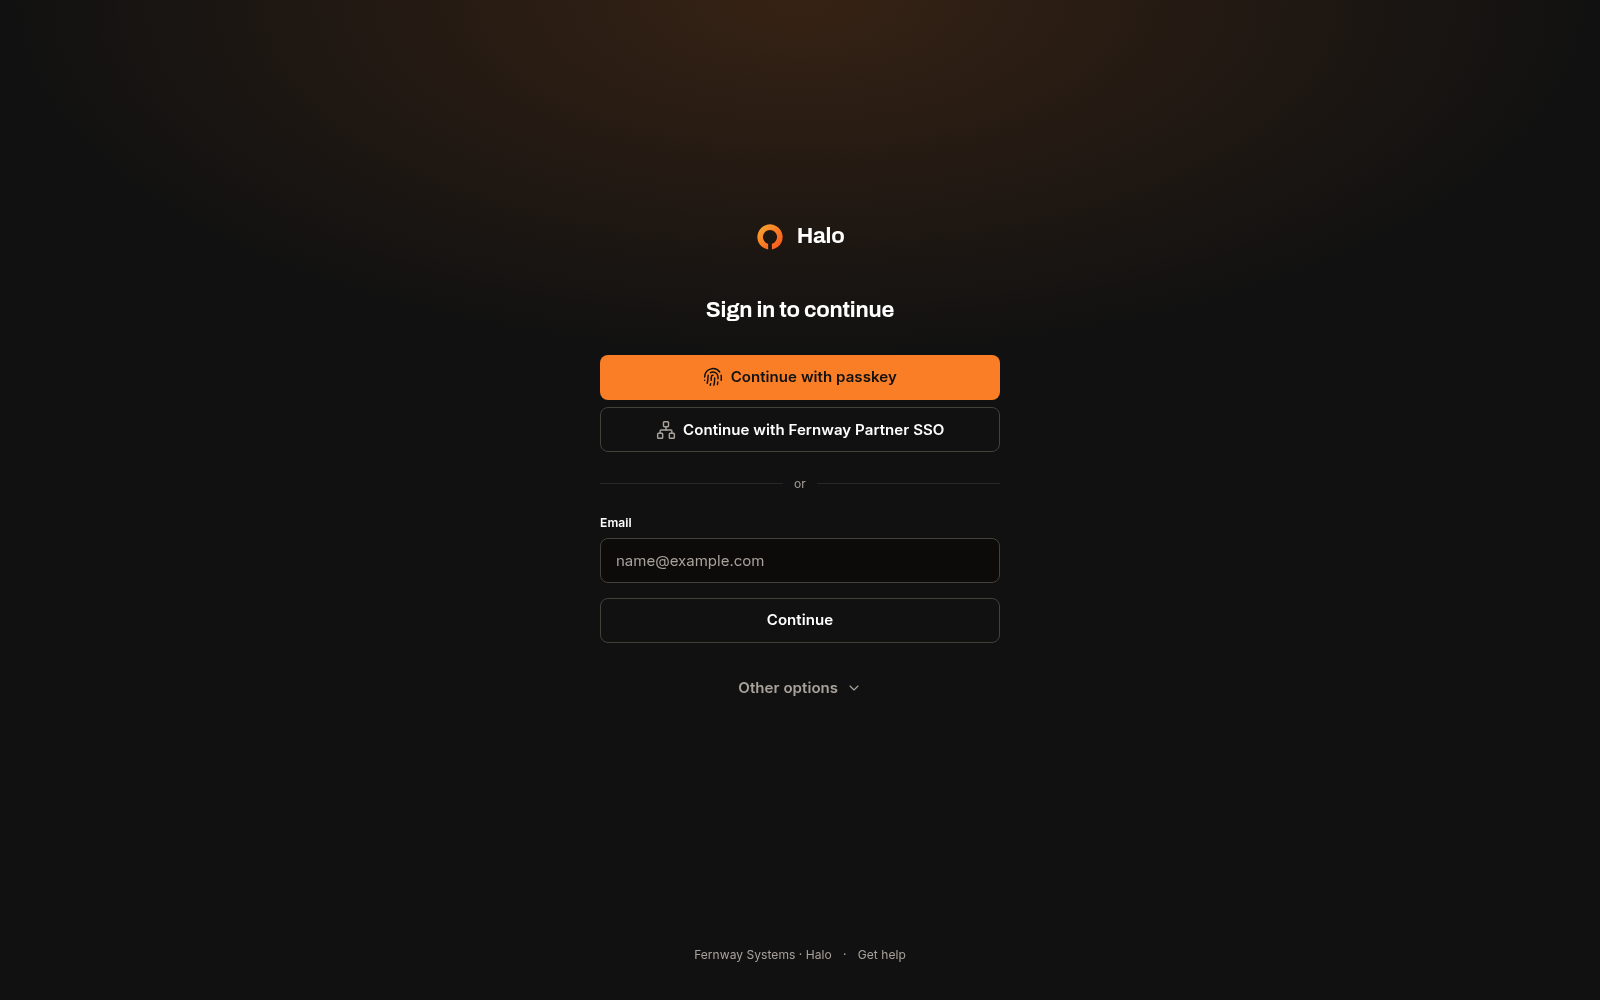 Halo
Sign in to continue
Continue with passkey
Continue with Fernway Partner SSO
or
Email
name@example.com
Continue
Other options
Fernway Systems · Halo · Get help